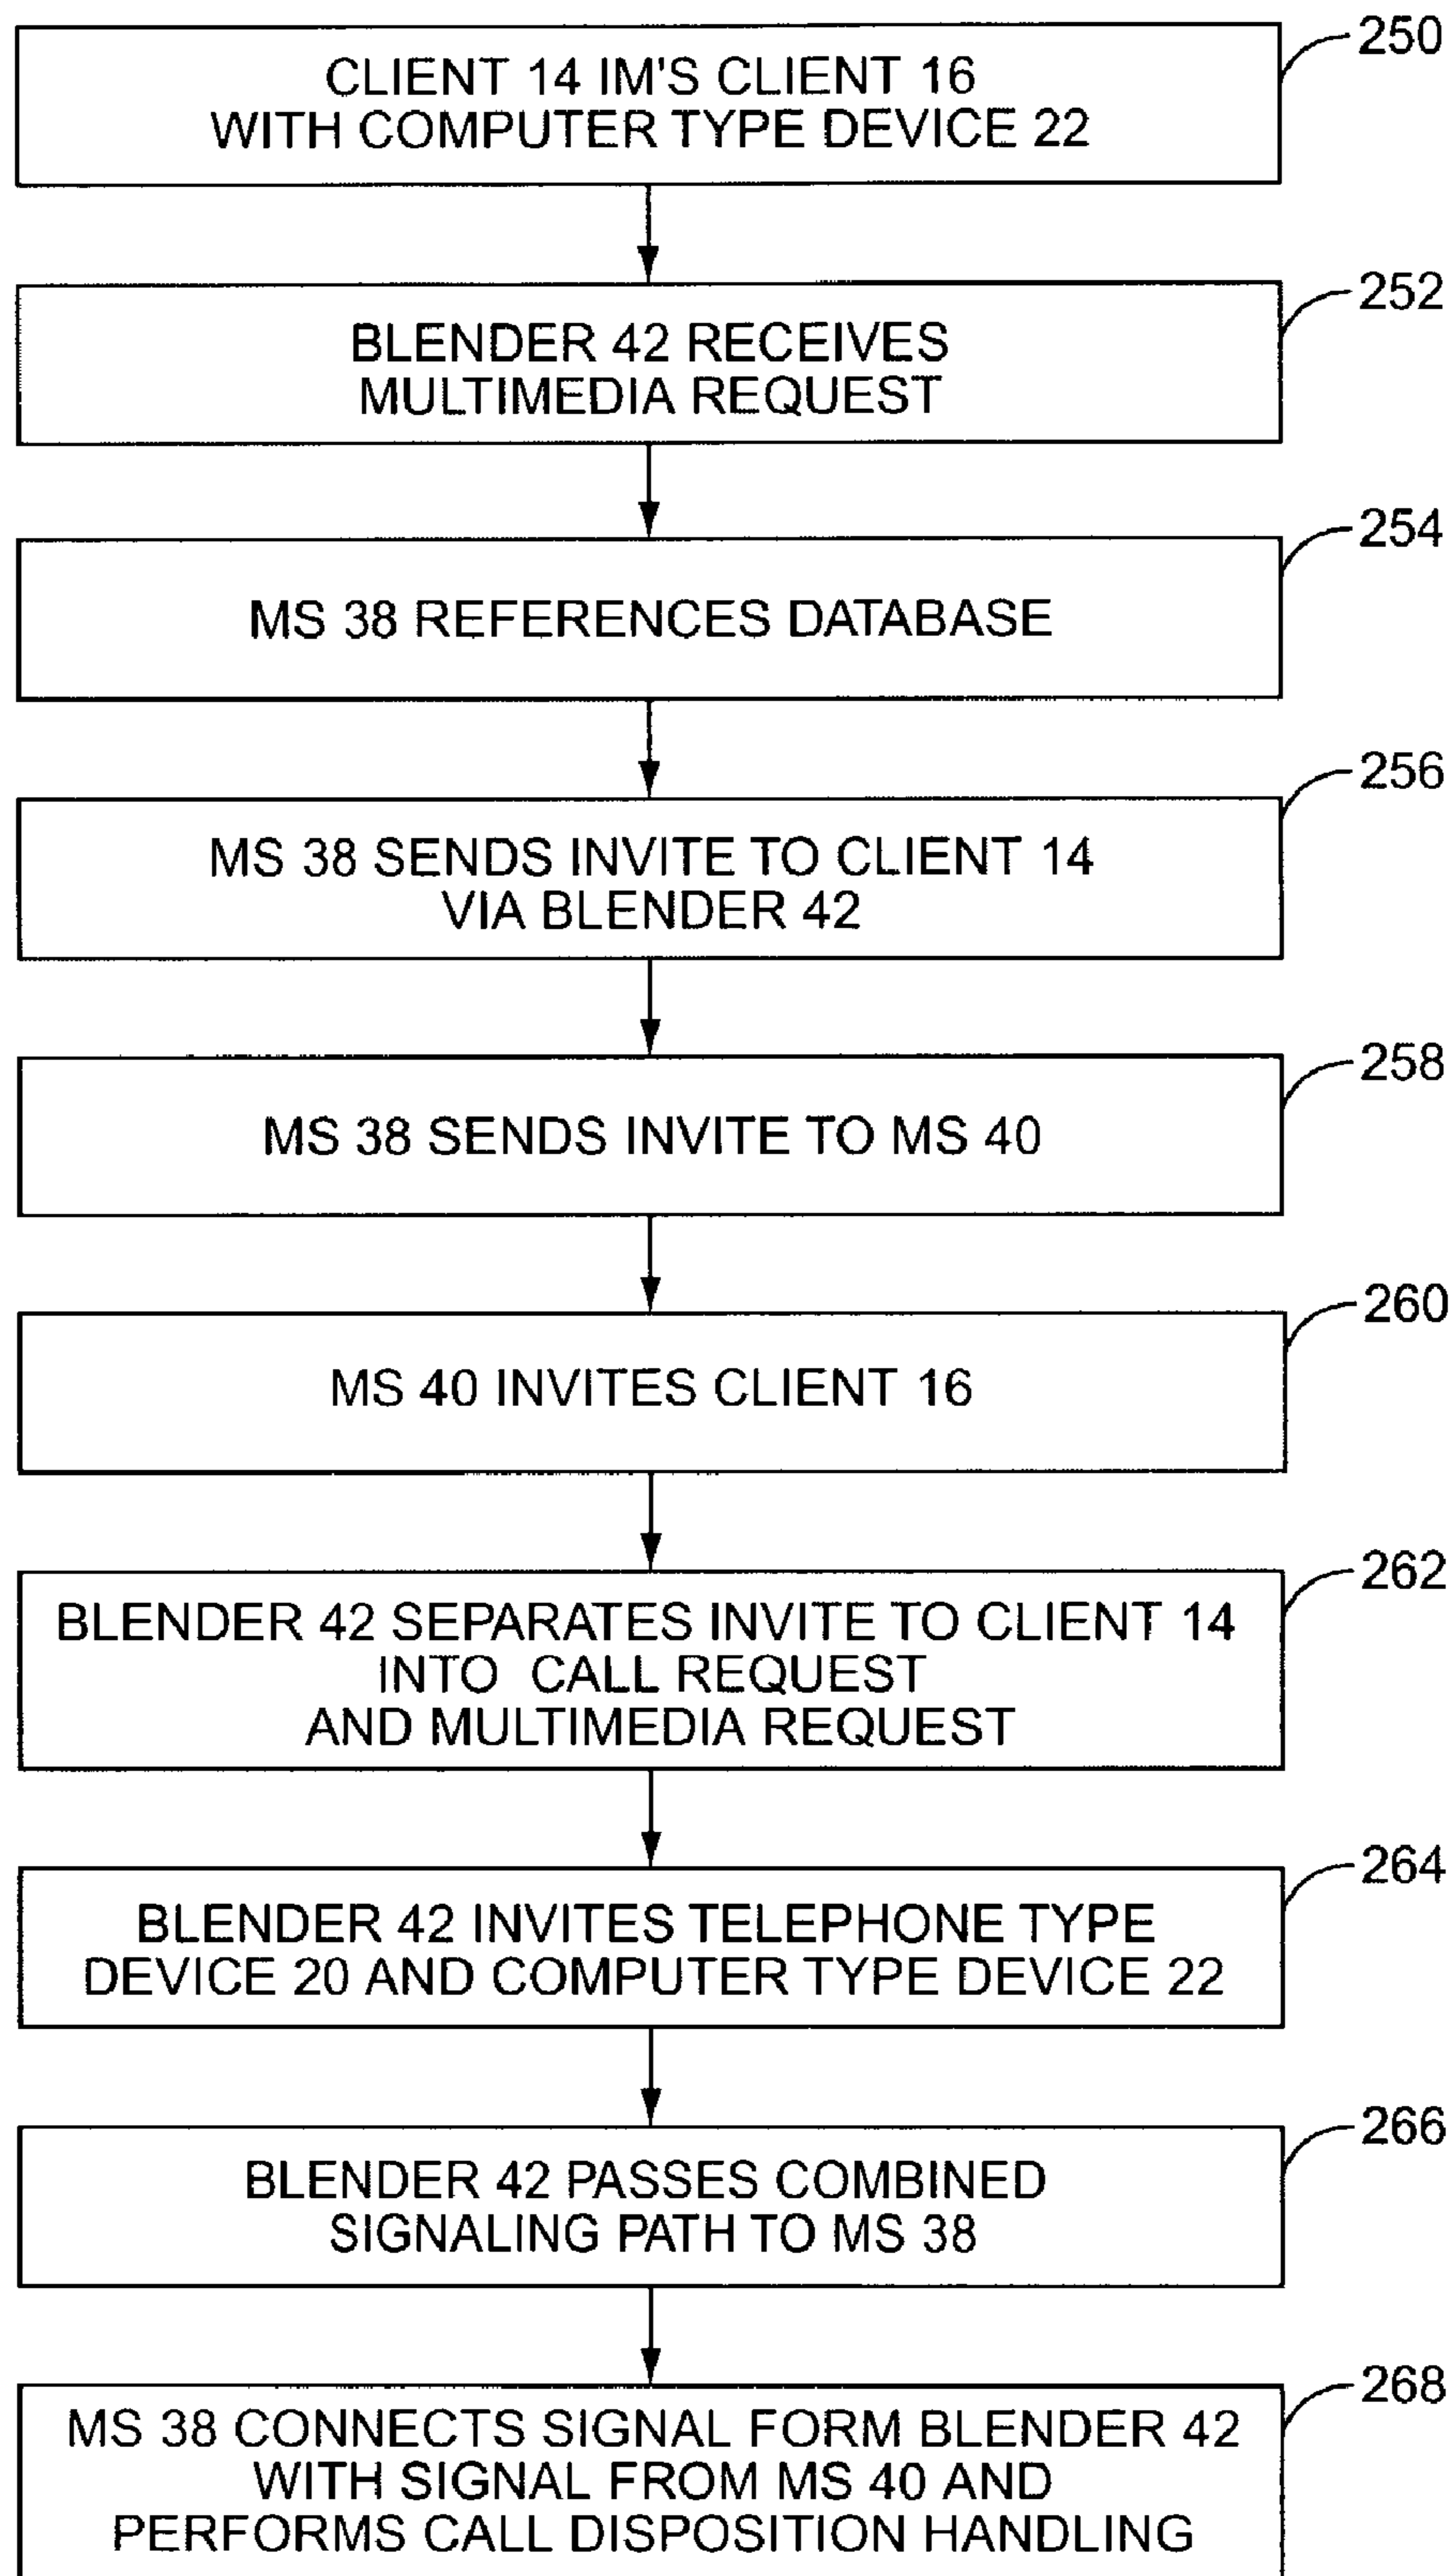 250
CLIENT 14 IM'S CLIENT 16
WITH COMPUTER TYPE DEVICE 22
252
BLENDER 42 RECEIVES
MULTIMEDIA REQUEST
254
MS 38 REFERENCES DATABASE
256
MS 38 SENDS INVITE TO CLIENT 14
VIA BLENDER 42
258
MS 38 SENDS INVITE TO MS 40
260
MS 40 INVITES CLIENT 16
262
BLENDER 42 SEPARATES INVITE TO CLIENT 14
INTO CALL REQUEST
AND MULTIMEDIA REQUEST
264
BLENDER 42 INVITES TELEPHONE TYPE
DEVICE 20 AND COMPUTER TYPE DEVICE 22
266
BLENDER 42 PASSES COMBINED
SIGNALING PATH TO MS 38
268
MS 38 CONNECTS SIGNAL FORM BLENDER 42
WITH SIGNAL FROM MS 40 AND
PERFORMS CALL DISPOSITION HANDLING